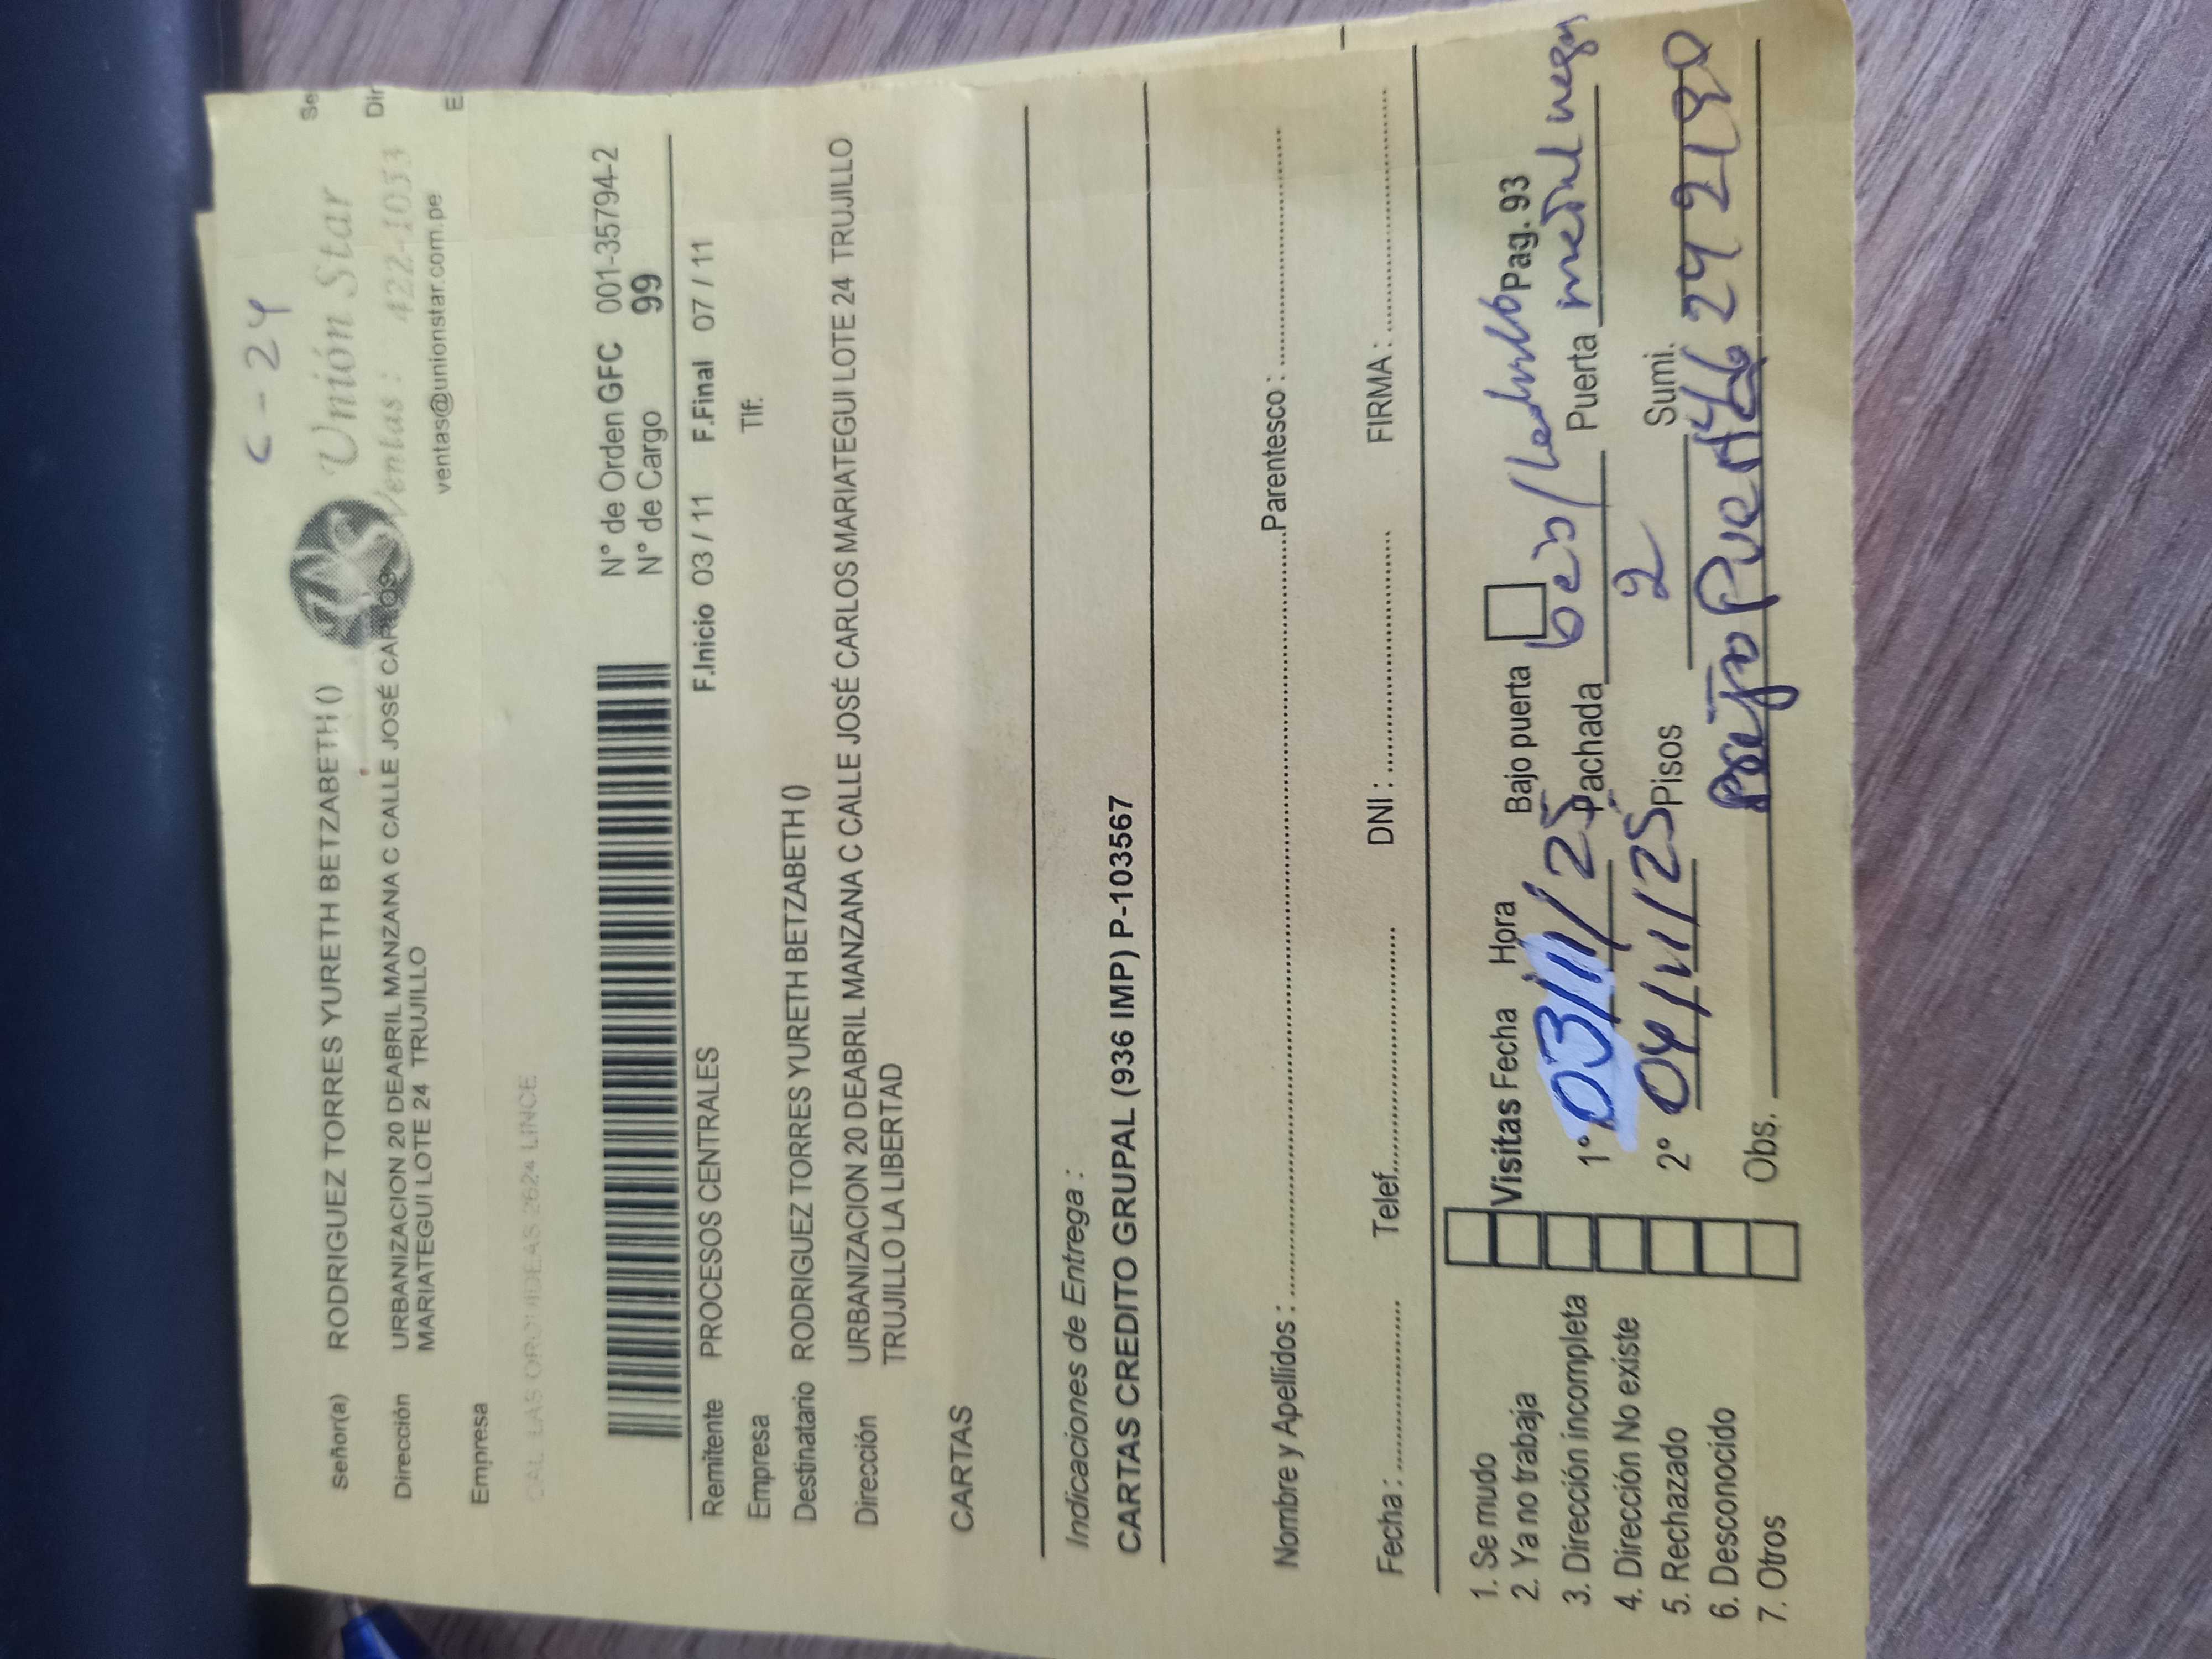 C-24
Señor(a) RODRIGUEZ TORRES YURETH BETZABETH () Unión Star
Ventas : 422-1053
Dirección URBANIZACION 20 DEABRIL MANZANA C CALLE JOSÉ CARLOS
MARIATEGUI LOTE 24 TRUJILLO
ventas@unionstar.com.pe
Empresa
Se
Dir
E
N° de Orden GFC 001-35794-2
N° de Cargo 99
Remitente PROCESOS CENTRALES F.Inicio 03 / 11 F.Final 07 / 11
Empresa Tlf.
Destinatario RODRIGUEZ TORRES YURETH BETZABETH ()
Dirección URBANIZACION 20 DEABRIL MANZANA C CALLE JOSÉ CARLOS MARIATEGUI LOTE 24 TRUJILLO
TRUJILLO LA LIBERTAD
CARTAS
Indicaciones de Entrega :
CARTAS CREDITO GRUPAL (936 IMP) P-103567
Nombre y Apellidos : Parentesco :
Fecha : Telef. DNI : FIRMA :
1. Se mudo
2. Ya no trabaja Visitas Fecha Hora Bajo puerta Pag. 93
3. Dirección incompleta 1° 03/11/25 Fachada Puerta
4. Dirección No existe
5. Rechazado 2° 04/11/25 Pisos 2 Sumi.
6. Desconocido
7. Otros Obs. Bajo Puerta